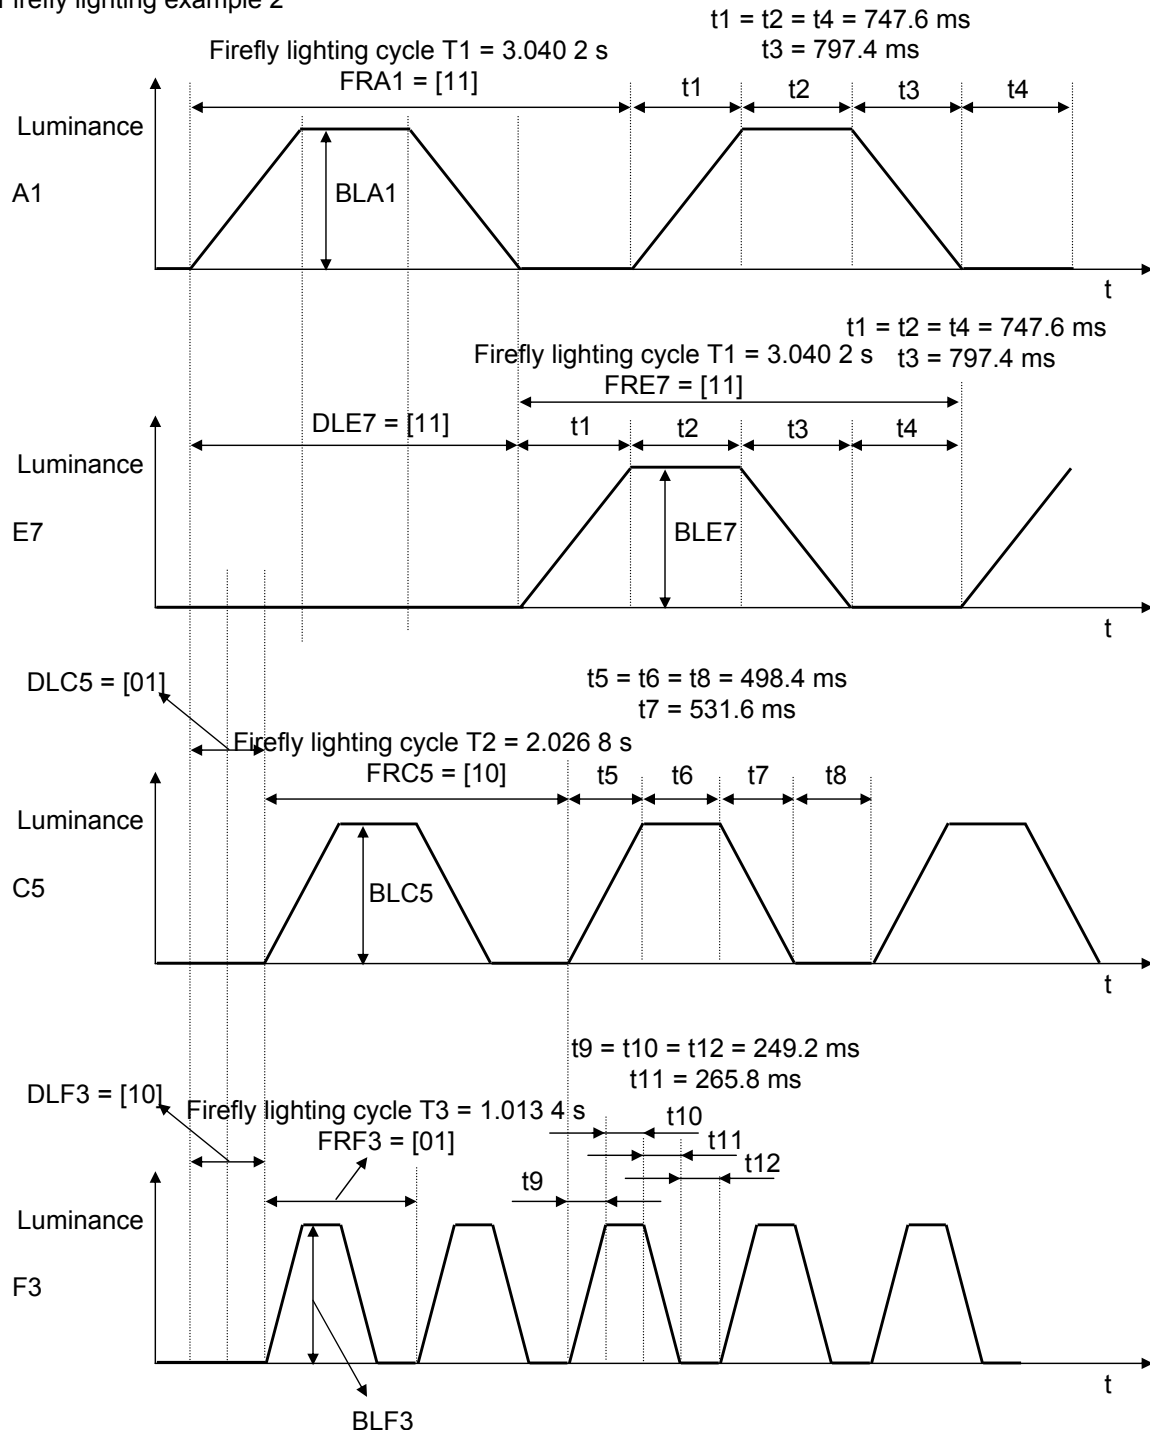 Firefly lighting example 2
t1 = t2 = t4 = 747.6 ms
t3 = 797.4 ms
Firefly lighting cycle T1 = 3.040 2 s
FRA1 = [11]
t1
t2
t3
t4
Luminance
A1
BLA1
t
t1 = t2 = t4 = 747.6 ms
t3 = 797.4 ms
Firefly lighting cycle T1 = 3.040 2 s
FRE7 = [11]
DLE7 = [11]
t1
t2
t3
t4
Luminance
E7
BLE7
t
DLC5 = [01]
t5 = t6 = t8 = 498.4 ms
t7 = 531.6 ms
Firefly lighting cycle T2 = 2.026 8 s
FRC5 = [10]
t5
t6
t7
t8
Luminance
C5
BLC5
t
t9 = t10 = t12 = 249.2 ms
t11 = 265.8 ms
DLF3 = [10]
Firefly lighting cycle T3 = 1.013 4 s
FRF3 = [01]
t10
t11
t12
t9
Luminance
F3
t
BLF3